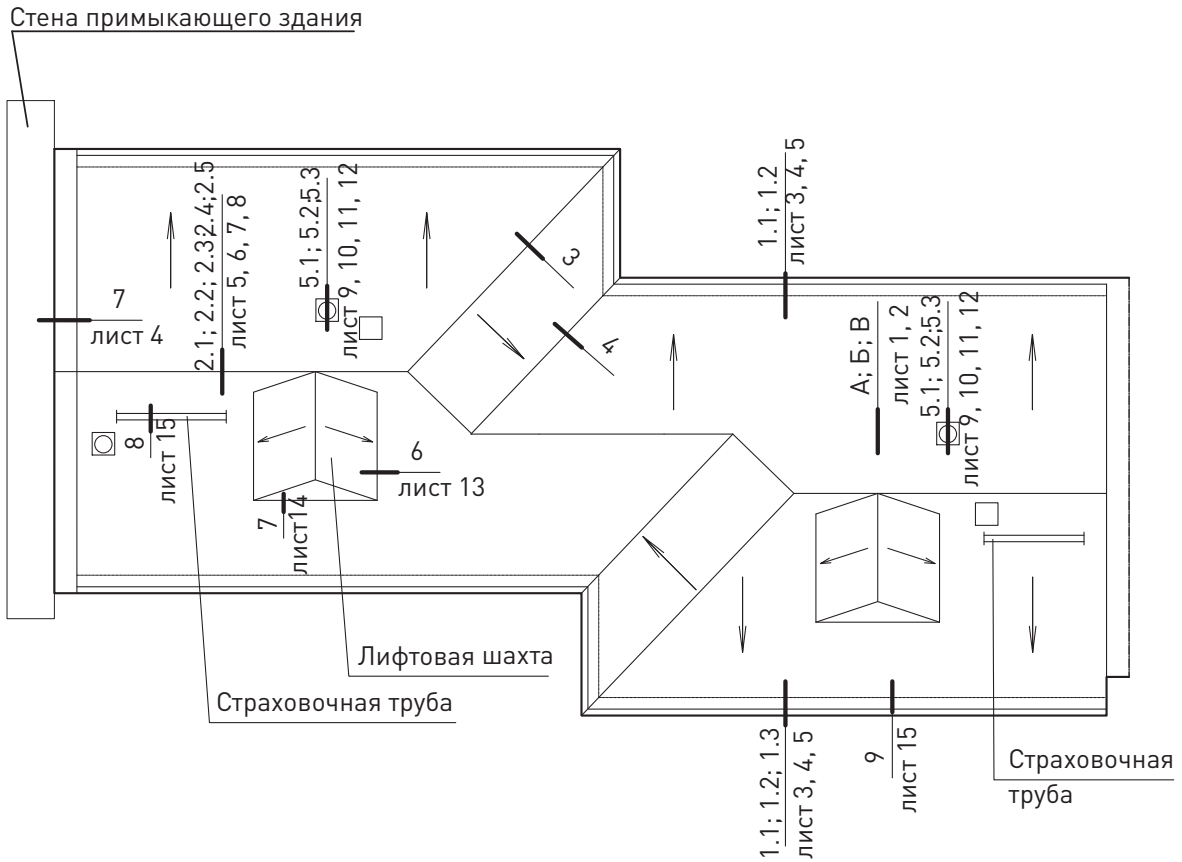 Стена примыкающего здания
7
лист 4
2.1; 2.2; 2.3;2.4;2.5
лист 5, 6, 7, 8
5.1; 5.2;5.3
лист 9, 10, 11, 12
3
4
1.1; 1.2
лист 3, 4, 5
А; Б; В
лист 1, 2
5.1; 5.2;5.3
лист 9, 10, 11, 12
8
лист 15
6
лист 13
7
лист14
Лифтовая шахта
Страховочная труба
1.1; 1.2; 1.3
лист 3, 4, 5
9
лист 15
Страховочная
труба